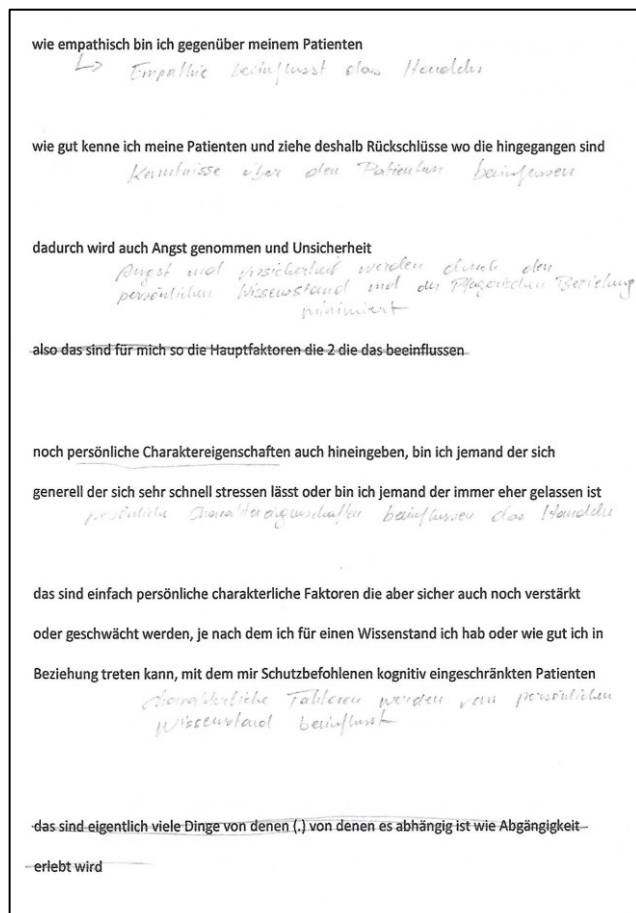 wie empathisch bin ich gegenüber meinem Patienten
↳ Empathie beeinflusst das Handeln
wie gut kenne ich meine Patienten und ziehe deshalb Rückschlüsse wo die hingegangen sind
Kenntnisse über den Patienten beeinflussen
dadurch wird auch Angst genommen und Unsicherheit
Angst und Unsicherheit werden durch den
persönlichen Wissenstand und der Pflegerischen Beziehung
minimiert
also das sind für mich so die Hauptfaktoren die 2 die das beeinflussen
noch persönliche Charaktereigenschaften auch hineingeben, bin ich jemand der sich
generell der sich sehr schnell stressen lässt oder bin ich jemand der immer eher gelassen ist
persönliche Charaktereigenschaften beeinflussen das Handeln
das sind einfach persönliche charakterliche Faktoren die aber sicher auch noch verstärkt
oder geschwächt werden, je nach dem ich für einen Wissenstand ich hab oder wie gut ich in
Beziehung treten kann, mit dem mir Schutzbefohlenen kognitiv eingeschränkten Patienten
charakterliche Faktoren werden vom persönlichen
Wissenstand beeinflusst
das sind eigentlich viele Dinge von denen (.) von denen es abhängig ist wie Abgängigkeit
erlebt wird